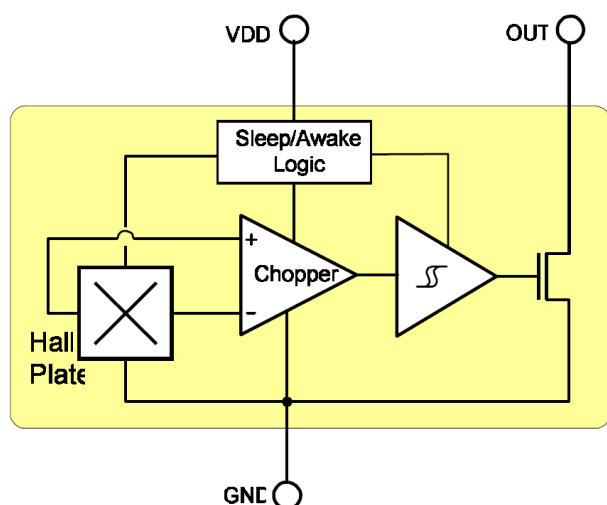 VDD
OUT
Sleep/Awake
Logic
+
Chopper
-
Hall
Plate
GND